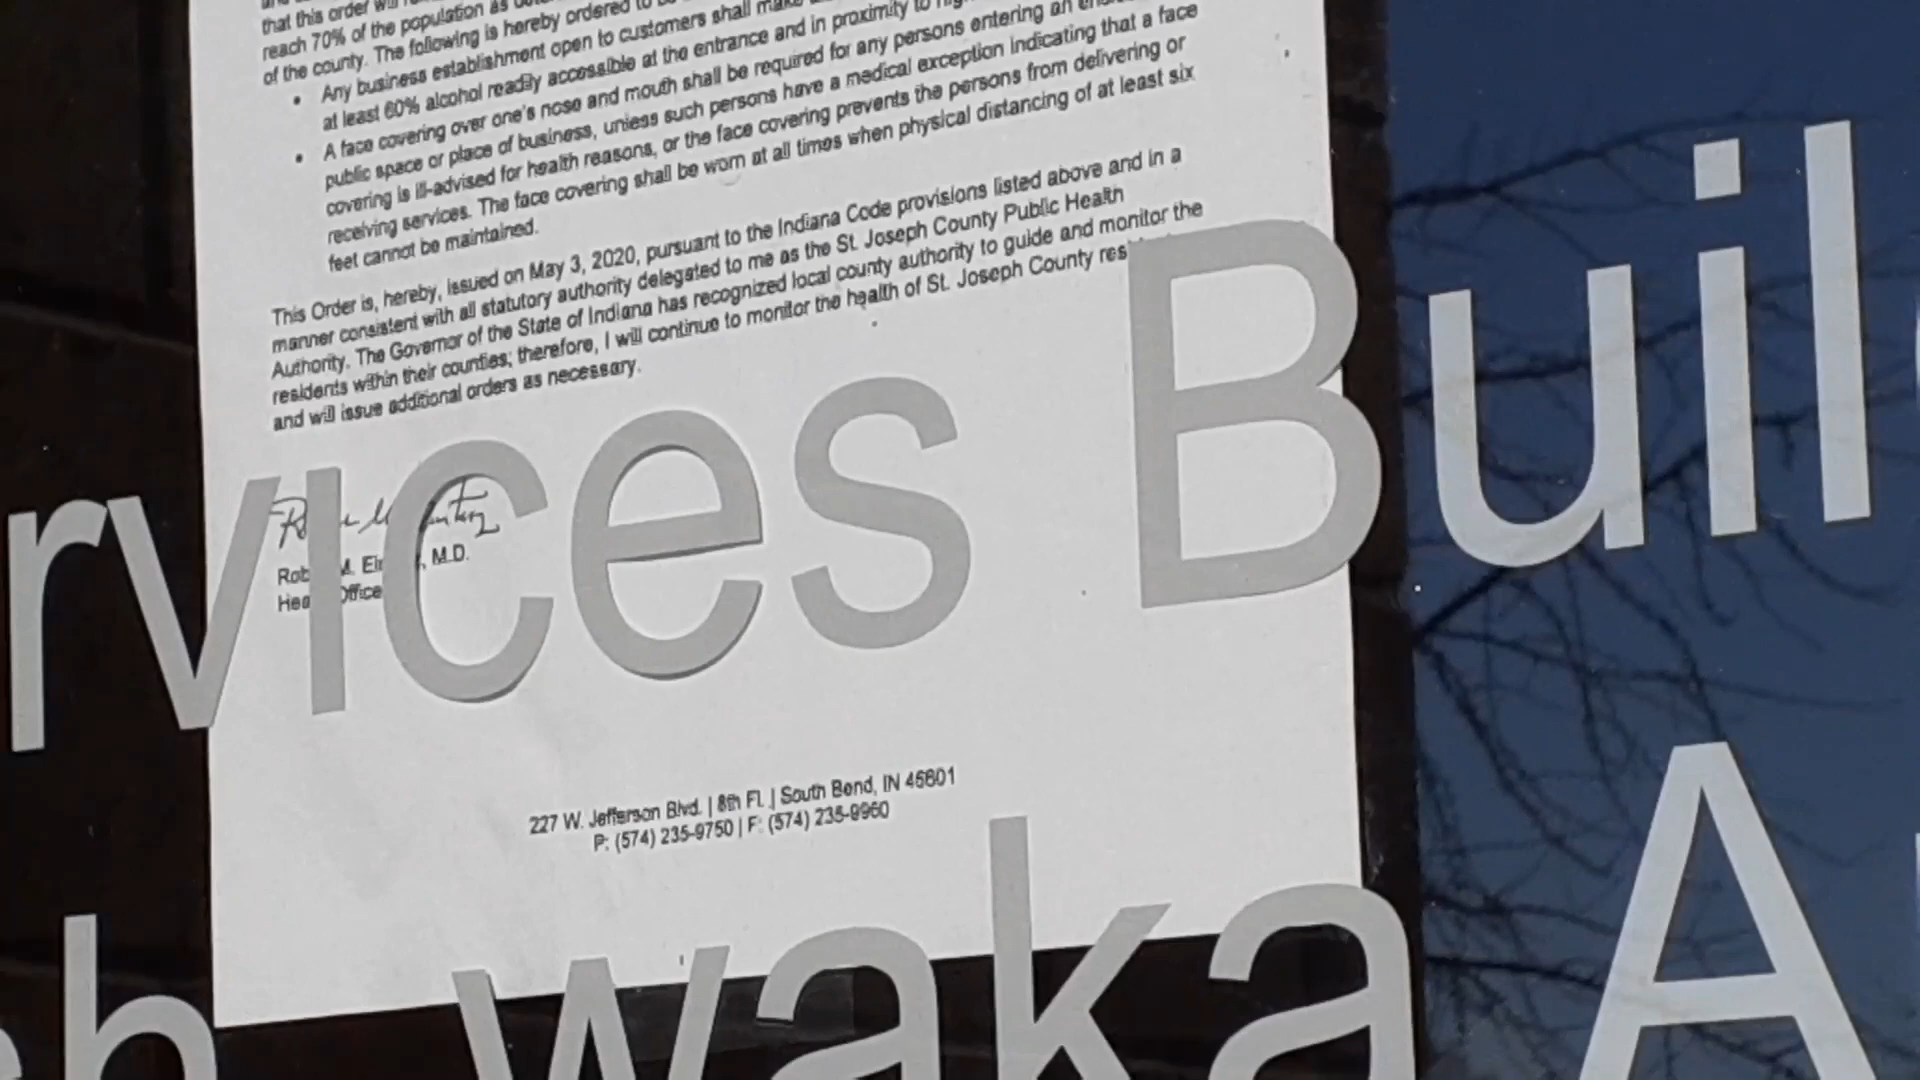 that this order will
reach 70% of the population as
of the county. The following is hereby ordered to
• Any business establishment open to customers shall make
at least 60% alcohol readily accessible at the entrance and in proximity to
• A face covering over one's nose and mouth shall be required for any persons entering an
public space or place of business, unless such persons have a medical exception indicating that a face
covering is ill-advised for health reasons, or the face covering prevents the persons from delivering or
receiving services. The face covering shall be worn at all times when physical distancing of at least six
feet cannot be maintained.
This Order is, hereby, issued on May 3, 2020, pursuant to the Indiana Code provisions listed above and in a
manner consistent with all statutory authority delegated to me as the St. Joseph County Public Health
Authority. The Governor of the State of Indiana has recognized local county authority to guide and monitor the
residents within their counties; therefore, I will continue to monitor the health of St. Joseph County res
and will issue additional orders as necessary.
rvices Buil
Rob M. Ei , M.D.
Hea Office
227 W. Jefferson Blvd. | 8th Fl. | South Bend, IN 46601
P: (574) 235-9750 | F: (574) 235-9960
h waka A